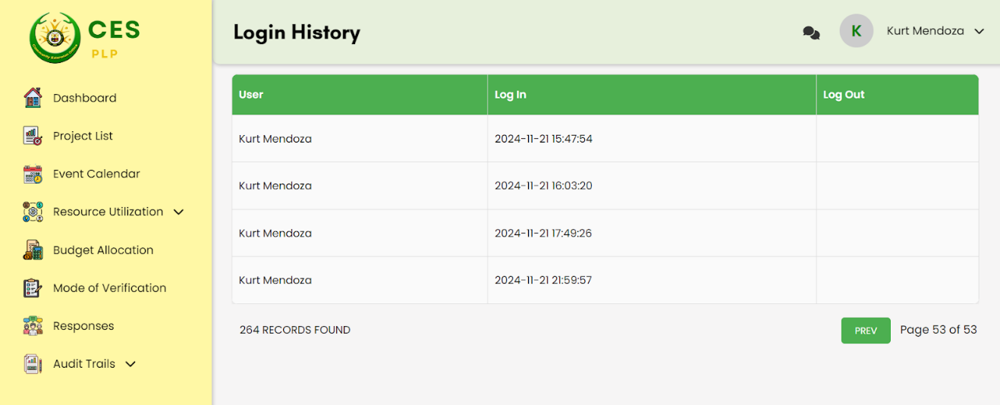 CES
PLP
Community Extension Office
Dashboard
Project List
Event Calendar
Resource Utilization
Budget Allocation
Mode of Verification
Responses
Audit Trails
Login History
K
Kurt Mendoza
User Log In Log Out
Kurt Mendoza 2024-11-21 15:47:54
Kurt Mendoza 2024-11-21 16:03:20
Kurt Mendoza 2024-11-21 17:49:26
Kurt Mendoza 2024-11-21 21:59:57
264 RECORDS FOUND
PREV Page 53 of 53